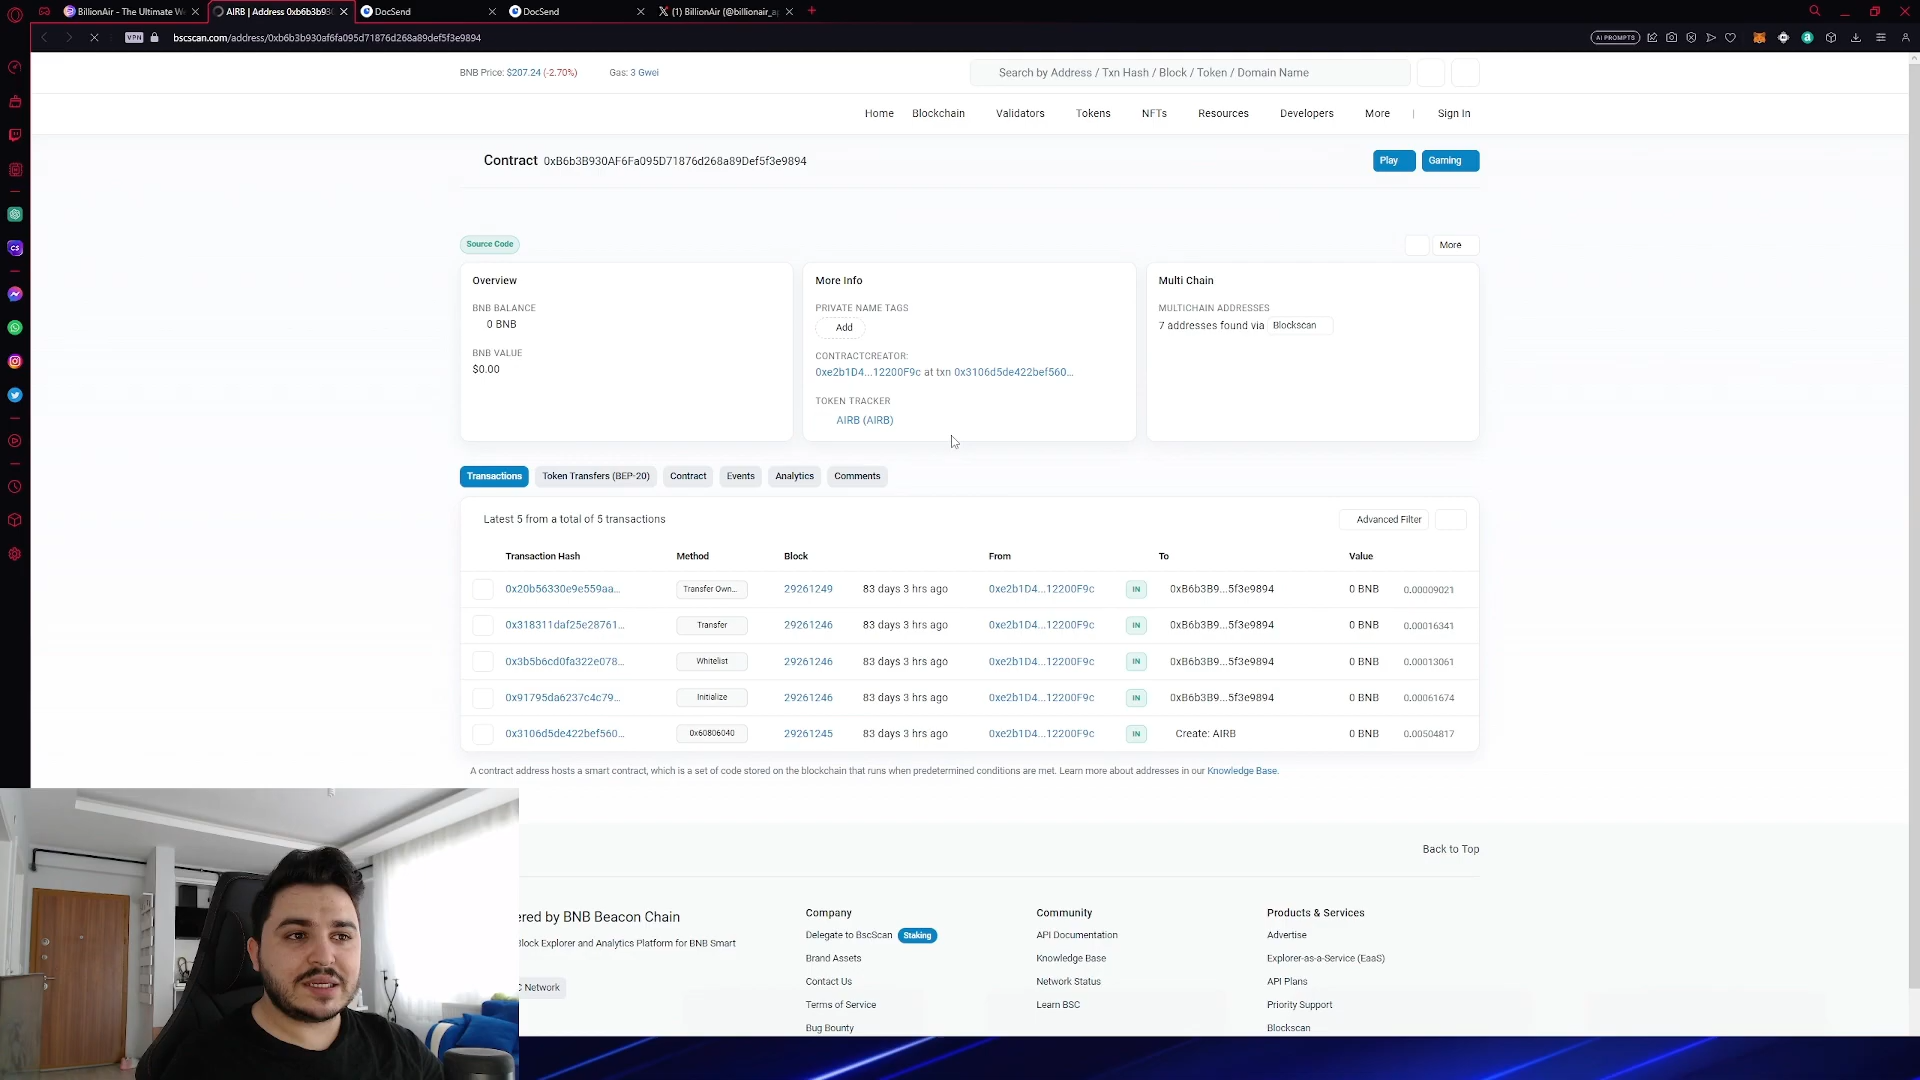 BillionAir - The Ultimate W
AIRB | Address 0xb6b3b93
DocSend
DocSend
(1) BillionAir (@billionair_a
VPN
bscscan.com/address/0xb6b3b930af6fa095d71876d268a89def5f3e9894
AI PROMPTS
BNB Price: $207.24 (-2.70%)
Gas: 3 Gwei
Search by Address / Txn Hash / Block / Token / Domain Name
Home
Blockchain
Validators
Tokens
NFTs
Resources
Developers
More
|
Sign In
Contract 0xB6b3B930AF6Fa095D71876d268a89Def5f3e9894
Play
Gaming
Source Code
More
Overview
BNB BALANCE
0 BNB
BNB VALUE
$0.00
More Info
PRIVATE NAME TAGS
Add
CONTRACTCREATOR:
0xe2b1D4...12200F9c at txn 0x3106d5de422bef560...
TOKEN TRACKER
AIRB (AIRB)
Multi Chain
MULTICHAIN ADDRESSES
7 addresses found via Blockscan
Transactions
Token Transfers (BEP-20)
Contract
Events
Analytics
Comments
Latest 5 from a total of 5 transactions
Advanced Filter
Transaction Hash Method Block From To Value
0x20b56330e9e559aa... Transfer Own... 29261249 83 days 3 hrs ago 0xe2b1D4...12200F9c IN 0xB6b3B9...5f3e9894 0 BNB 0.00009021
0x318311daf25e28761... Transfer 29261246 83 days 3 hrs ago 0xe2b1D4...12200F9c IN 0xB6b3B9...5f3e9894 0 BNB 0.00016341
0x3b5b6cd0fa322e078... Whitelist 29261246 83 days 3 hrs ago 0xe2b1D4...12200F9c IN 0xB6b3B9...5f3e9894 0 BNB 0.00013061
0x91795da6237c4c79... Initialize 29261246 83 days 3 hrs ago 0xe2b1D4...12200F9c IN 0xB6b3B9...5f3e9894 0 BNB 0.00061674
0x3106d5de422bef560... 0x60806040 29261245 83 days 3 hrs ago 0xe2b1D4...12200F9c IN Create: AIRB 0 BNB 0.00504817
A contract address hosts a smart contract, which is a set of code stored on the blockchain that runs when predetermined conditions are met. Learn more about addresses in our Knowledge Base.
Back to Top
ered by BNB Beacon Chain
Block Explorer and Analytics Platform for BNB Smart
C Network
Company
Delegate to BscScan Staking
Brand Assets
Contact Us
Terms of Service
Bug Bounty
Community
API Documentation
Knowledge Base
Network Status
Learn BSC
Products & Services
Advertise
Explorer-as-a-Service (EaaS)
API Plans
Priority Support
Blockscan
CS